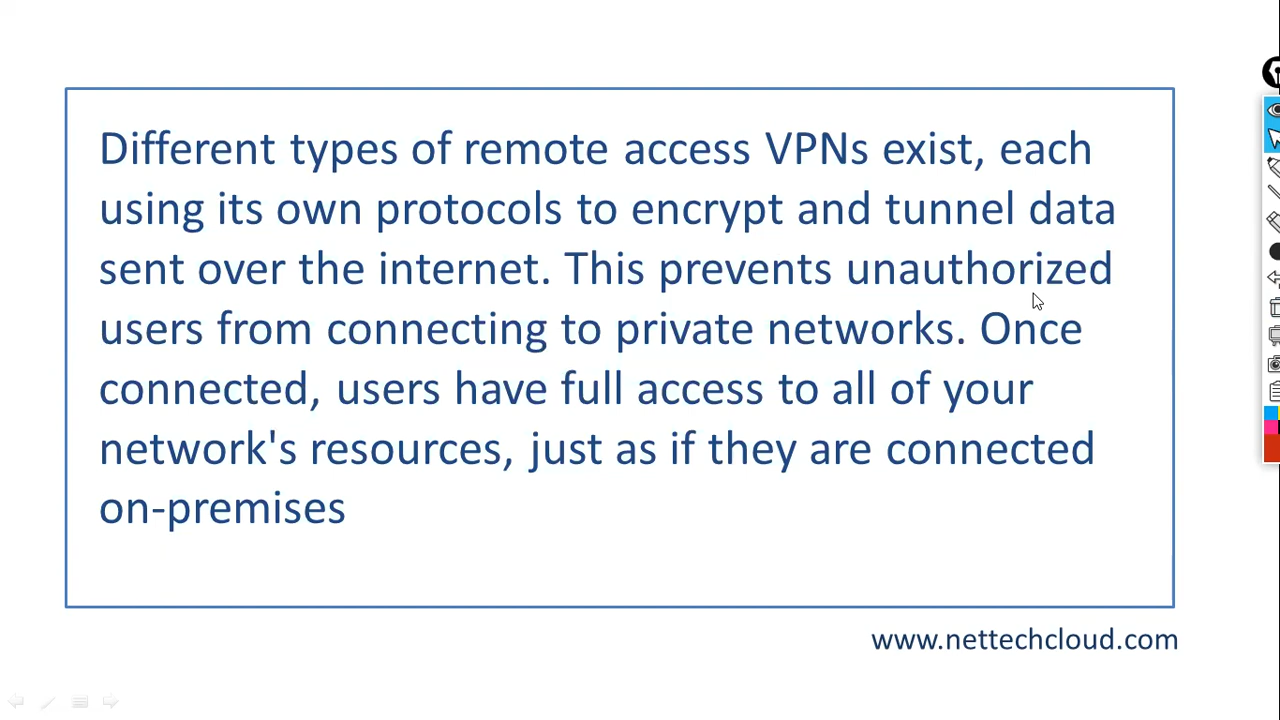 Different types of remote access VPNs exist, each
using its own protocols to encrypt and tunnel data
sent over the internet. This prevents unauthorized
users from connecting to private networks. Once
connected, users have full access to all of your
network's resources, just as if they are connected
on-premises
www.nettechcloud.com